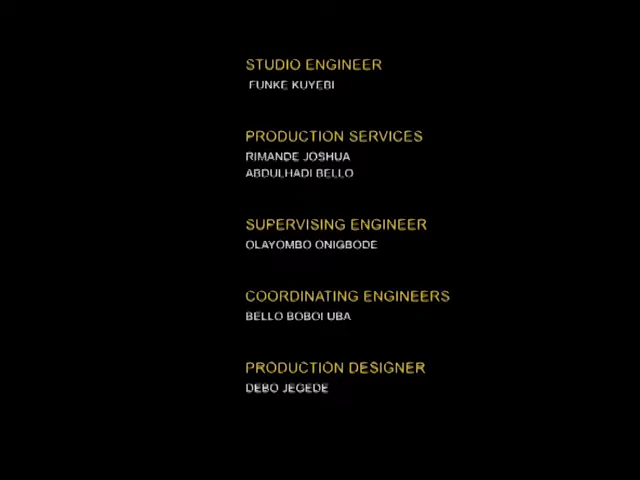 STUDIO ENGINEER
FUNKE KUYEBI
PRODUCTION SERVICES
RIMANDE JOSHUA
ABDULHADI BELLO
SUPERVISING ENGINEER
OLAYOMBO ONIGBODE
COORDINATING ENGINEERS
BELLO BOBOI UBA
PRODUCTION DESIGNER
DEBO JEGEDE